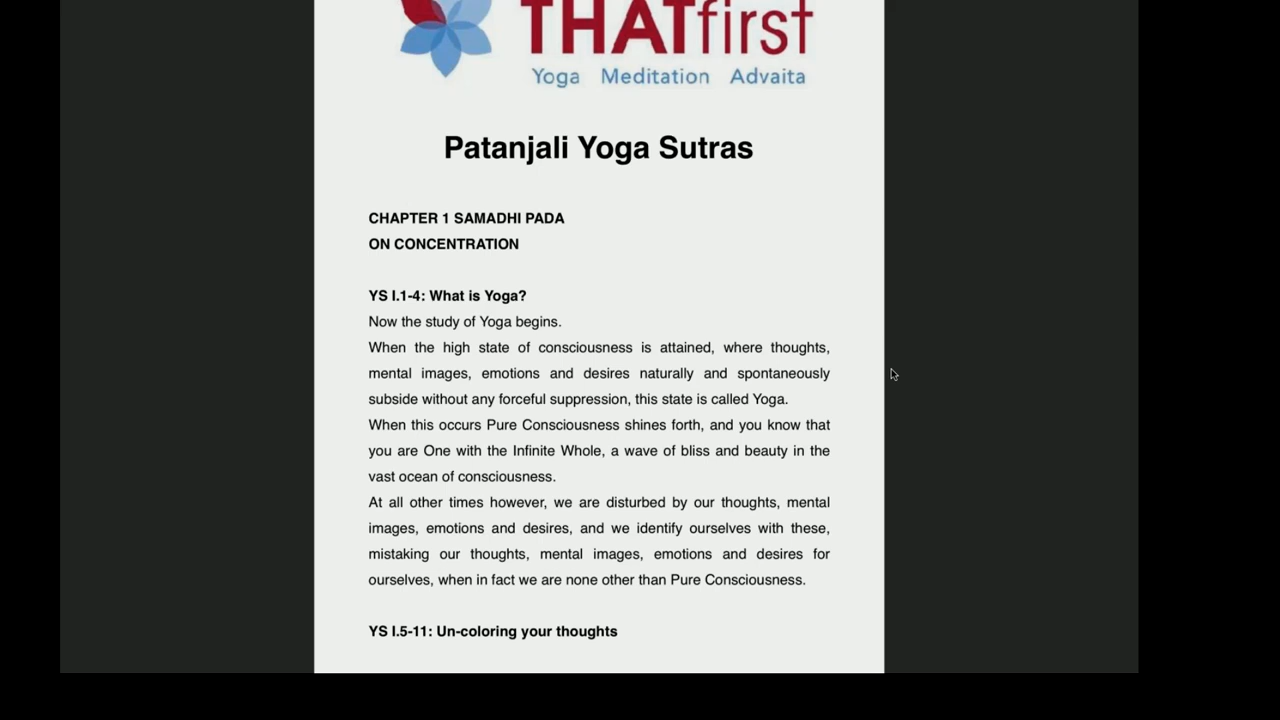 THATfirst
Yoga Meditation Advaita
Patanjali Yoga Sutras
CHAPTER 1 SAMADHI PADA
ON CONCENTRATION
YS I.1-4: What is Yoga?
Now the study of Yoga begins.
When the high state of consciousness is attained, where thoughts,
mental images, emotions and desires naturally and spontaneously
subside without any forceful suppression, this state is called Yoga.
When this occurs Pure Consciousness shines forth, and you know that
you are One with the Infinite Whole, a wave of bliss and beauty in the
vast ocean of consciousness.
At all other times however, we are disturbed by our thoughts, mental
images, emotions and desires, and we identify ourselves with these,
mistaking our thoughts, mental images, emotions and desires for
ourselves, when in fact we are none other than Pure Consciousness.
YS I.5-11: Un-coloring your thoughts